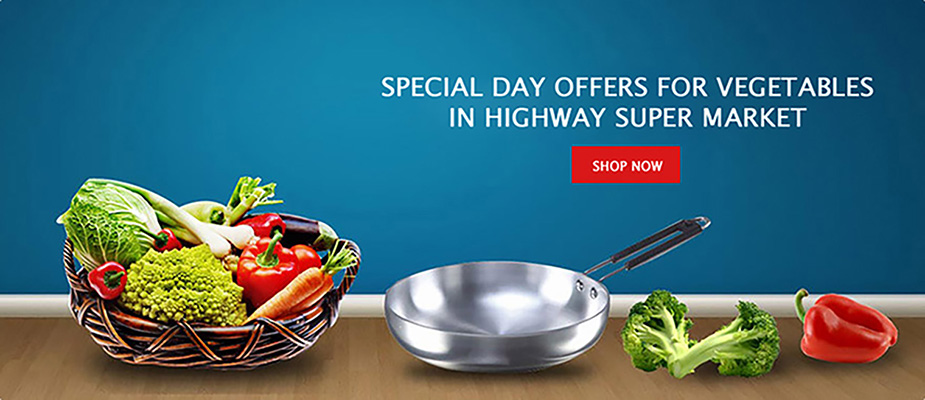 SPECIAL DAY OFFERS FOR VEGETABLES
IN HIGHWAY SUPER MARKET
SHOP NOW